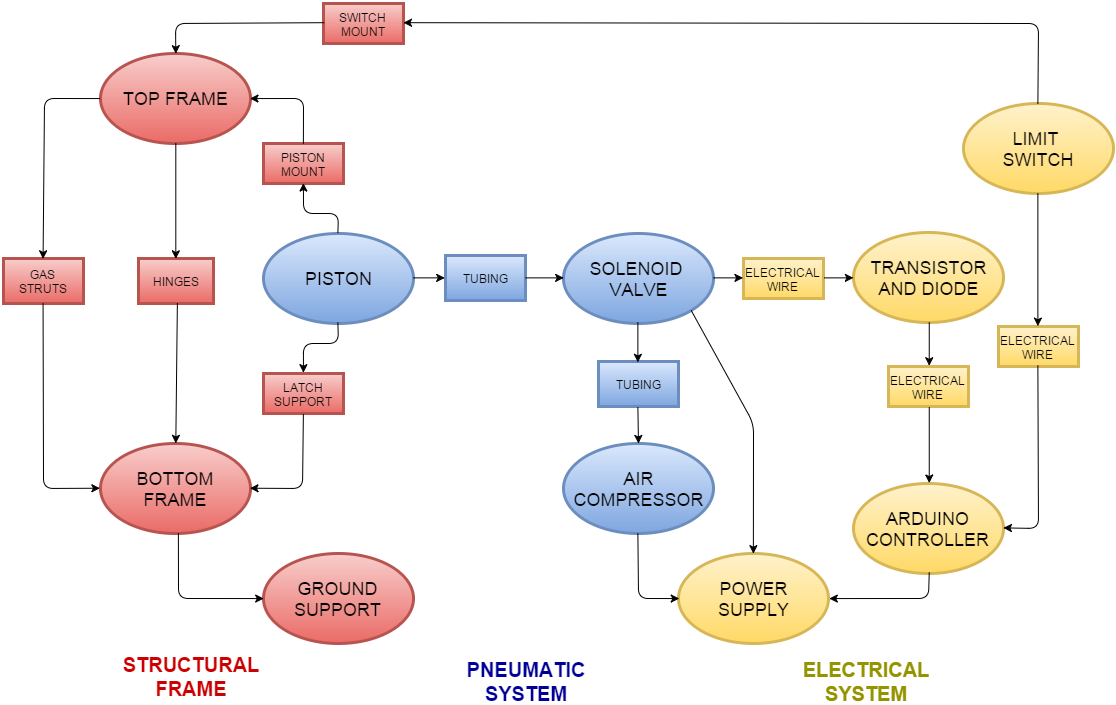 SWITCH
MOUNT
TOP FRAME
PISTON
MOUNT
LIMIT
SWITCH
GAS
STRUTS
HINGES
PISTON
TUBING
SOLENOID
VALVE
ELECTRICAL
WIRE
TRANSISTOR
AND DIODE
ELECTRICAL
WIRE
LATCH
SUPPORT
TUBING
ELECTRICAL
WIRE
BOTTOM
FRAME
AIR
COMPRESSOR
ARDUINO
CONTROLLER
GROUND
SUPPORT
POWER
SUPPLY
STRUCTURAL
FRAME
PNEUMATIC
SYSTEM
ELECTRICAL
SYSTEM